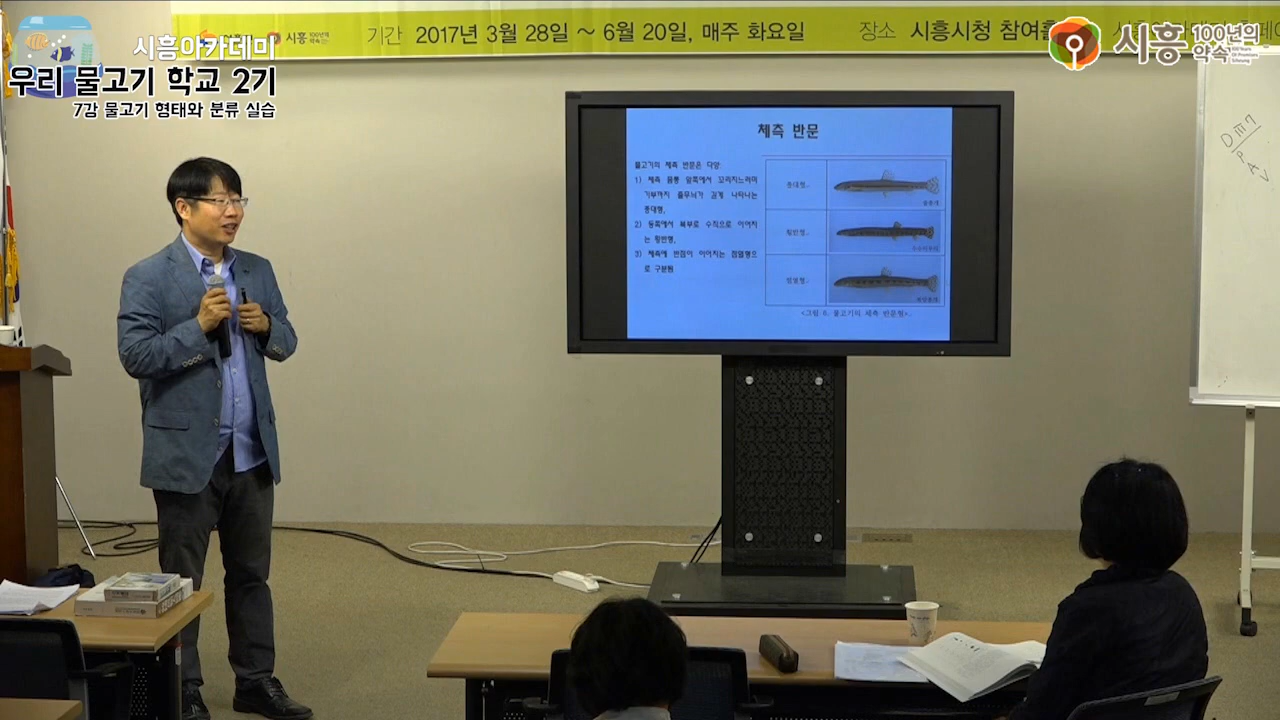 시흥아카데미
우리 물고기 학교 2기
7강 물고기 형태와 분류 실습
기간 2017년 3월 28일 ~ 6월 20일, 매주 화요일
장소 시흥시청 참여
시흥 100년의 약속
체측 반문
물고기의 체측 반문은 다양:
1) 체측 몸통 앞쪽에서 꼬리지느러미
기부까지 줄무늬가 길게 나타나는
종대형,
2) 등쪽에서 복부로 수직으로 이어지
는 횡반형,
3) 체측에 반점이 이어지는 점열형으
로 구분됨
종대형
횡반형
점열형
<그림 6. 물고기의 체측 반문형>